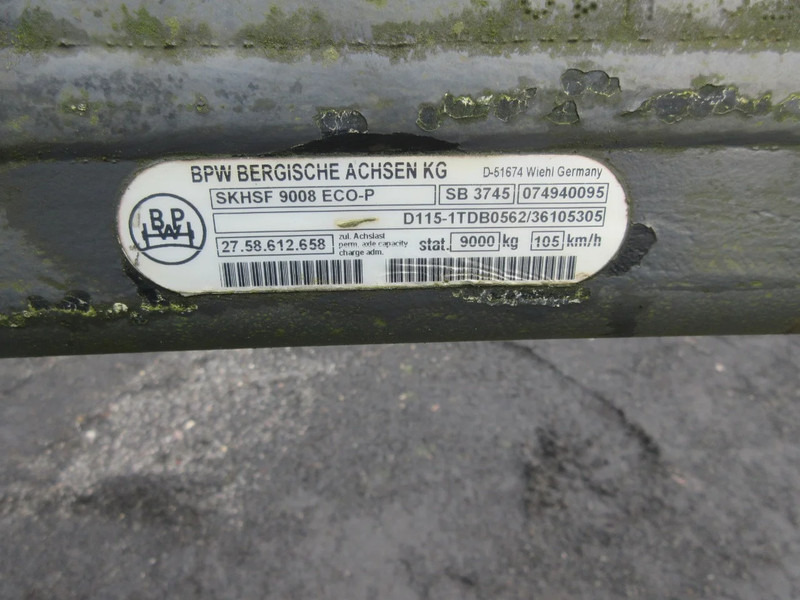 BPW BERGISCHE ACHSEN KG D-51674 Wiehl Germany
SKHSF 9008 ECO-P SB 3745 074940095
D115-1TDB0562/36105305
BPW
27.58.612.658 zul. Achslast stat. 9000 kg 105 km/h
perm. axle capacity
charge adm.